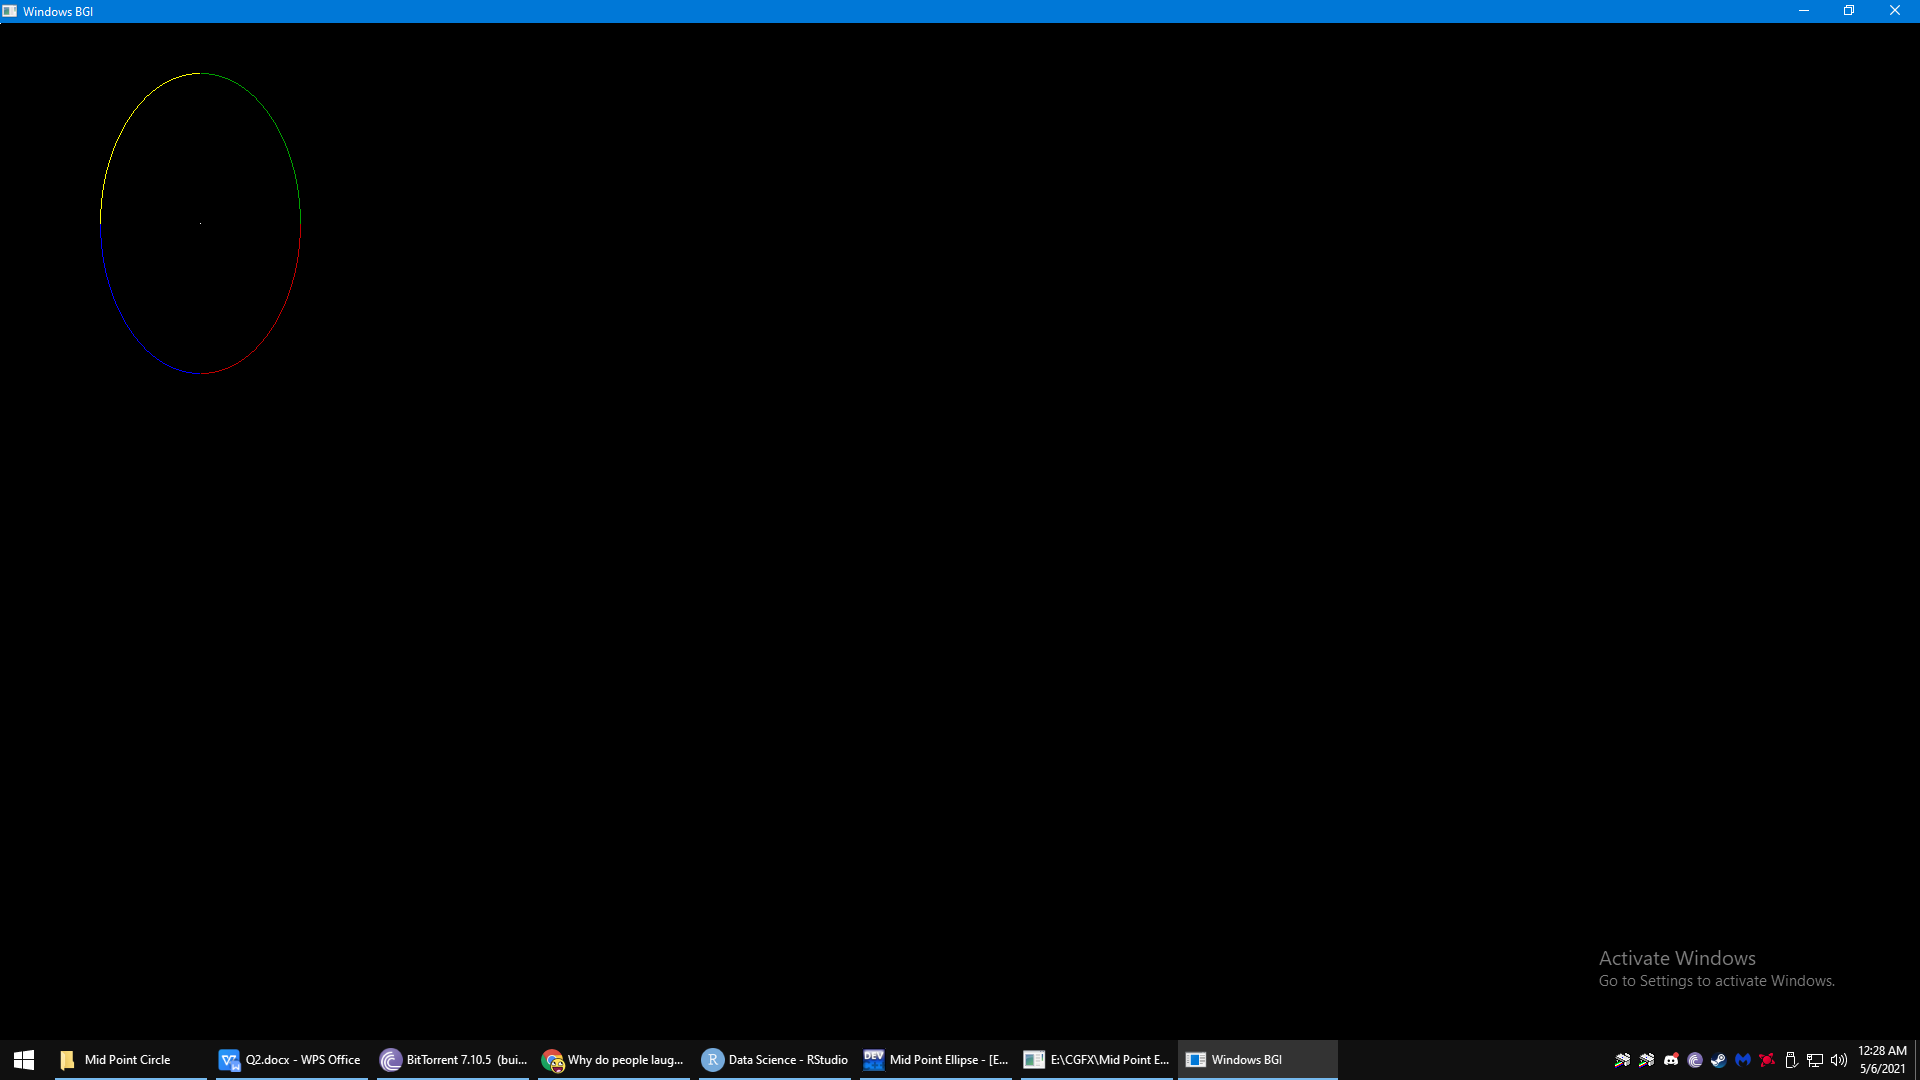 Windows BGI
Activate Windows
Go to Settings to activate Windows.
Mid Point Circle
Q2.docx - WPS Office
BitTorrent 7.10.5 (bui...
Why do people laug...
R
Data Science - RStudio
DEV
Mid Point Ellipse - [E...
E:\CGFX\Mid Point E...
Windows BGI
12:28 AM
5/6/2021